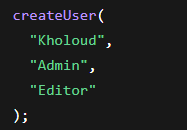 createUser(
  "Kholoud",
  "Admin",
  "Editor"
);